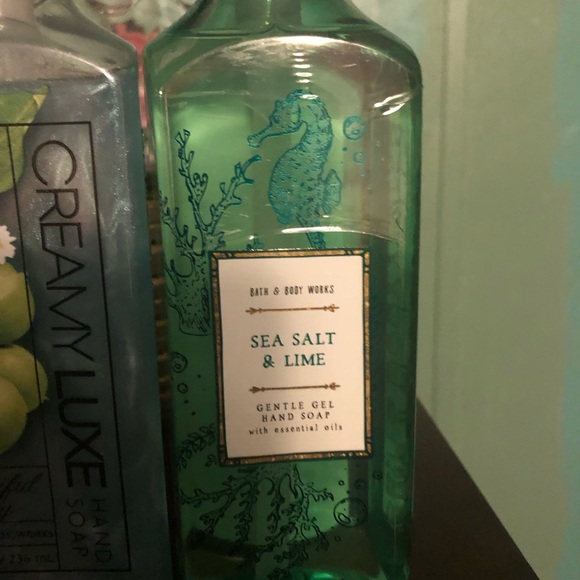 CREAMY LUXE
HAND
SOAP
BATH & BODY WORKS
SEA SALT
& LIME
GENTLE GEL
HAND SOAP
with essential oils